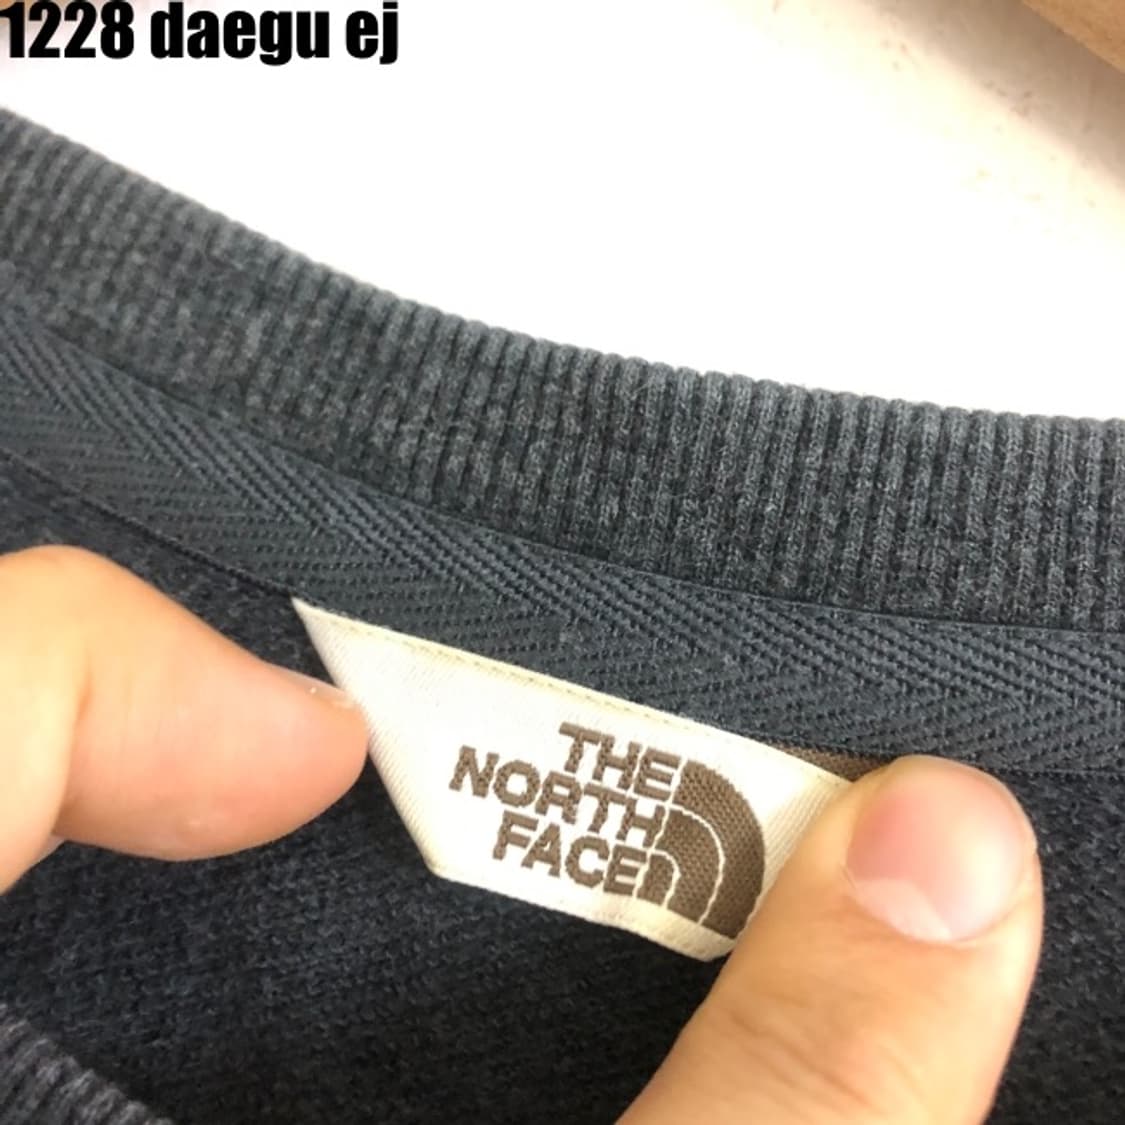 1228 daegu ej
THE
NORTH
FACE